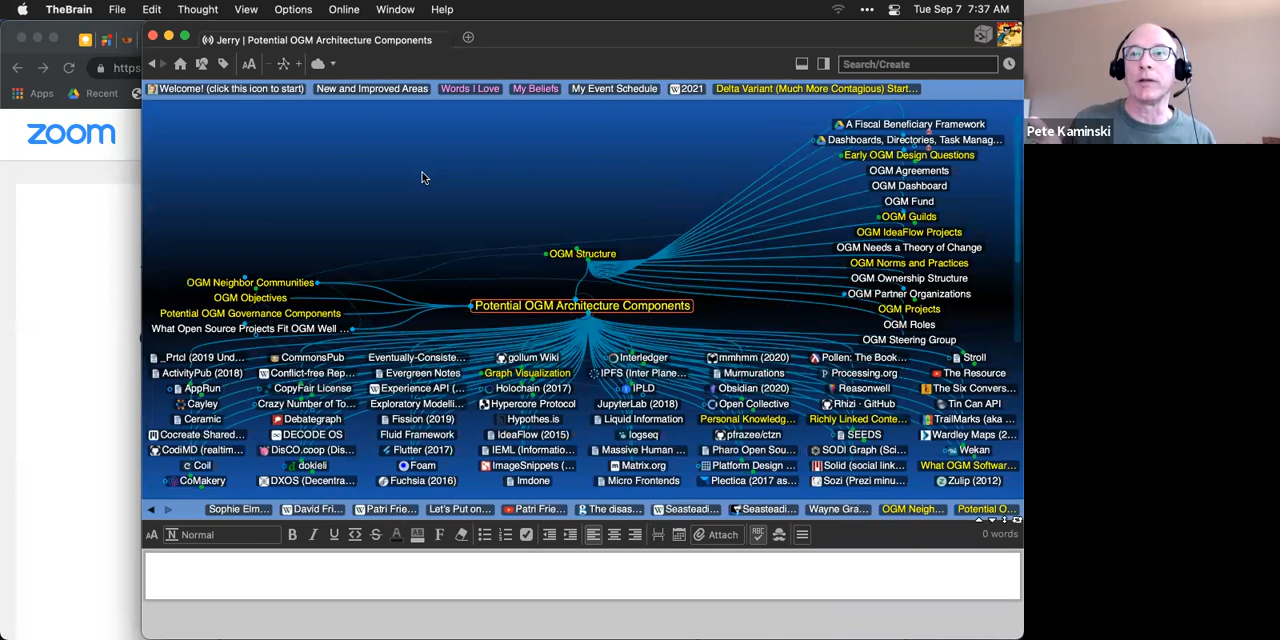 TheBrain File Edit Thought View Options Online Window Help Tue Sep 7 7:37 AM
Jerry | Potential OGM Architecture Components
https
Apps Recent
zoom
AA Search/Create
Welcome! (click this icon to start) New and Improved Areas Words I Love My Beliefs My Event Schedule 2021 Delta Variant (Much More Contagious) Start...
Pete Kaminski
A Fiscal Beneficiary Framework
Dashboards, Directories, Task Manag...
Early OGM Design Questions
OGM Agreements
OGM Dashboard
OGM Fund
OGM Guilds
OGM IdeaFlow Projects
OGM Needs a Theory of Change
OGM Norms and Practices
OGM Ownership Structure
OGM Partner Organizations
OGM Projects
OGM Roles
OGM Steering Group
OGM Structure
OGM Neighbor Communities
OGM Objectives
Potential OGM Governance Components
What Open Source Projects Fit OGM Well ...
Potential OGM Architecture Components
_Prtcl (2019 Und... CommonsPub Eventually-Consiste... gollum Wiki Interledger mmhmm (2020) Pollen: The Book... Stroll
ActivityPub (2018) Conflict-free Rep... Evergreen Notes Graph Visualization IPFS (Inter Plane... Murmurations Processing.org The Resource
AppRun CopyFair License Experience API (... Holochain (2017) IPLD Obsidian (2020) Reasonwell The Six Convers...
Cayley Crazy Number of To... Exploratory Modelli... Hypercore Protocol JupyterLab (2018) Open Collective Rhizi · GitHub Tin Can API
Ceramic Debategraph Fission (2019) Hypothes.is Liquid Information Personal Knowledg... Richly Linked Conte... TrailMarks (aka ...
Cocreate Shared... DECODE OS Fluid Framework IdeaFlow (2015) logseq pfrazee/ctzn SEEDS Wardley Maps (2...
CodiMD (realtim... DisCO.coop (Dis... Flutter (2017) IEML (Informatio... Massive Human ... Pharo Open Sou... SODI Graph (Sci... Wekan
Coil dokieli Foam ImageSnippets (... Matrix.org Platform Design ... Solid (social link... What OGM Softwar...
CoMakery DXOS (Decentra... Fuchsia (2016) Imdone Micro Frontends Plectica (2017 as... Sozi (Prezi minu... Zulip (2012)
Sophie Elm... David Fri... Patri Frie... Let's Put on... Patri Frie... The disas... Seasteadi... Seasteadi... Wayne Gra... OGM Neigh... Potential O...
AA Normal B I U S A F Attach ABC 0 words